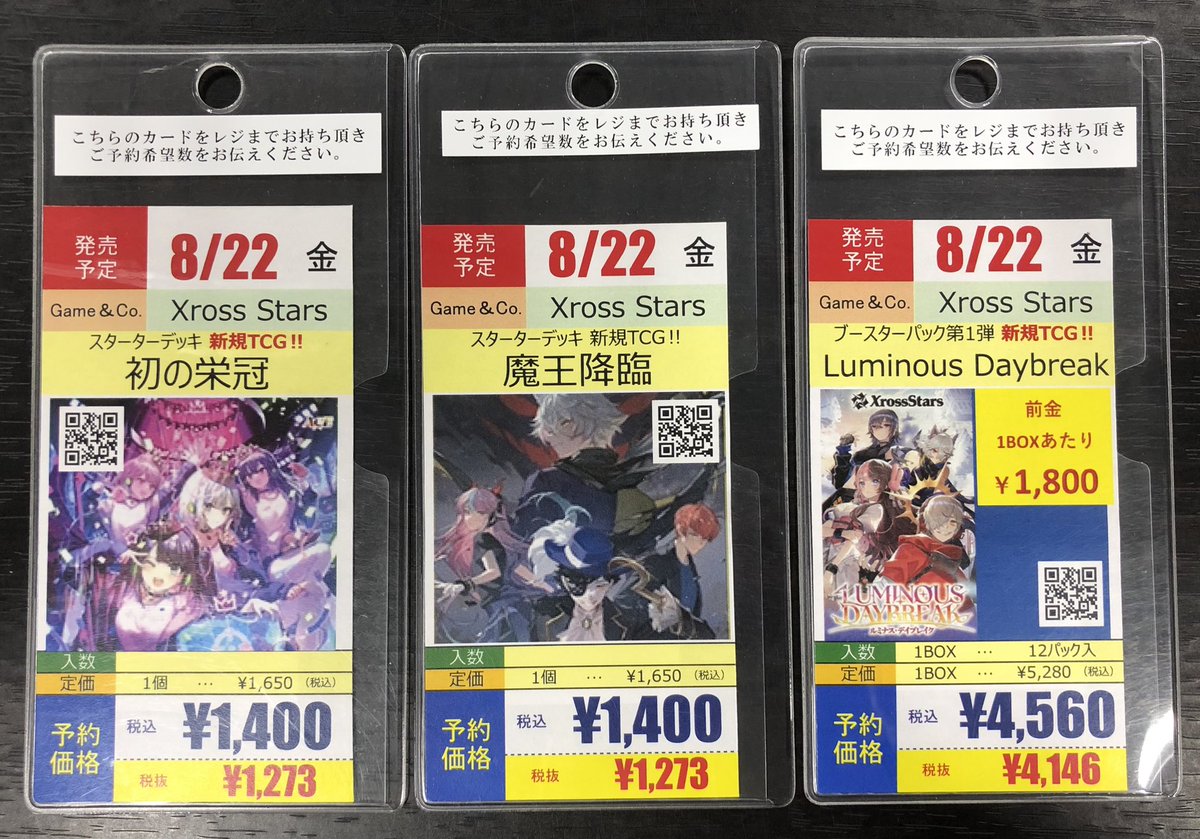 こちらのカードをレジまでお持ち頂き
ご予約希望数をお伝えください。
発売
予定
8/22 金
Game＆Co. Xross Stars
スターターデッキ 新規TCG!!
初の栄冠
入数
定価 1個 … ¥1,650 (税込)
予約
価格
税込 ¥1,400
税抜 ¥1,273
こちらのカードをレジまでお持ち頂き
ご予約希望数をお伝えください。
発売
予定
8/22 金
Game＆Co. Xross Stars
スターターデッキ 新規TCG!!
魔王降臨
入数
定価 1個 … ¥1,650 (税込)
予約
価格
税込 ¥1,400
税抜 ¥1,273
こちらのカードをレジまでお持ち頂き
ご予約希望数をお伝えください。
発売
予定
8/22 金
Game＆Co. Xross Stars
ブースターパック第1弾 新規TCG!!
Luminous Daybreak
XrossStars
前金
1BOXあたり
¥1,800
LUMINOUS
DAYBREAK
ルミナス・デイブレイク
入数 1BOX … 12パック入
定価 1BOX … ¥5,280 (税込)
予約
価格
税込 ¥4,560
税抜 ¥4,146